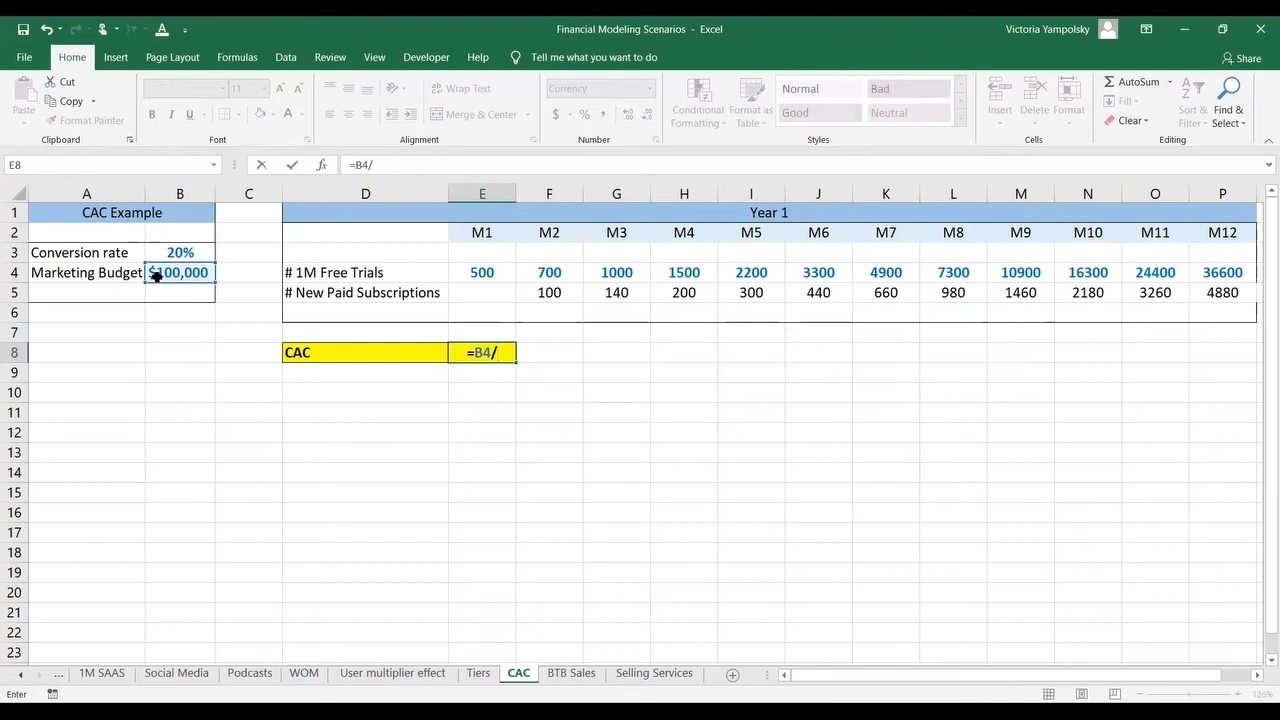 Financial Modeling Scenarios - Excel
Victoria Yampolsky
File Home Insert Page Layout Formulas Data Review View Developer Help Tell me what you want to do
Share
Paste
Cut
Copy
Format Painter
Clipboard
11
B I U
Font
Wrap Text
Merge & Center
Alignment
Currency
$ % ,
Number
Conditional Formatting
Format as Table
Normal Bad
Good Neutral
Styles
Insert Delete Format
Cells
AutoSum
Fill
Clear
Sort & Filter
Find & Select
Editing
E8 fx =B4/
A B C D E F G H I J K L M N O P
1 CAC Example Year 1
2 M1 M2 M3 M4 M5 M6 M7 M8 M9 M10 M11 M12
3 Conversion rate 20%
4 Marketing Budget $100,000 # 1M Free Trials 500 700 1000 1500 2200 3300 4900 7300 10900 16300 24400 36600
5 # New Paid Subscriptions 100 140 200 300 440 660 980 1460 2180 3260 4880
6
7
8 CAC =B4/
9
10
11
12
13
14
15
16
17
18
19
20
21
22
23
... 1M SAAS Social Media Podcasts WOM User multiplier effect Tiers CAC BTB Sales Selling Services
Enter
126%